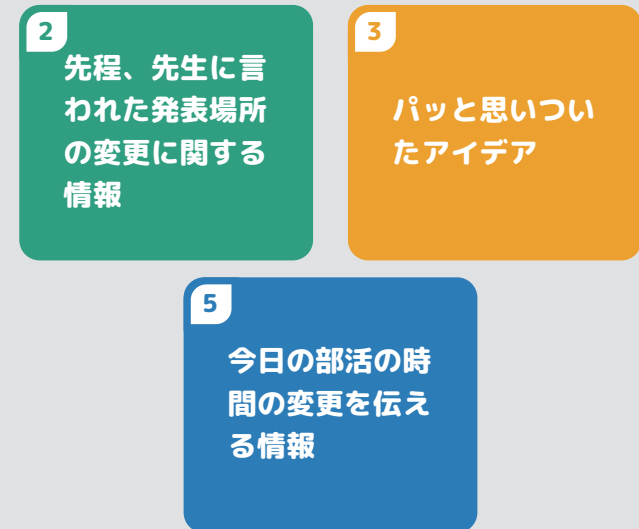 2
先程、先生に言
われた発表場所
の変更に関する
情報
3
パッと思いつい
たアイデア
5
今日の部活の時
間の変更を伝え
る情報